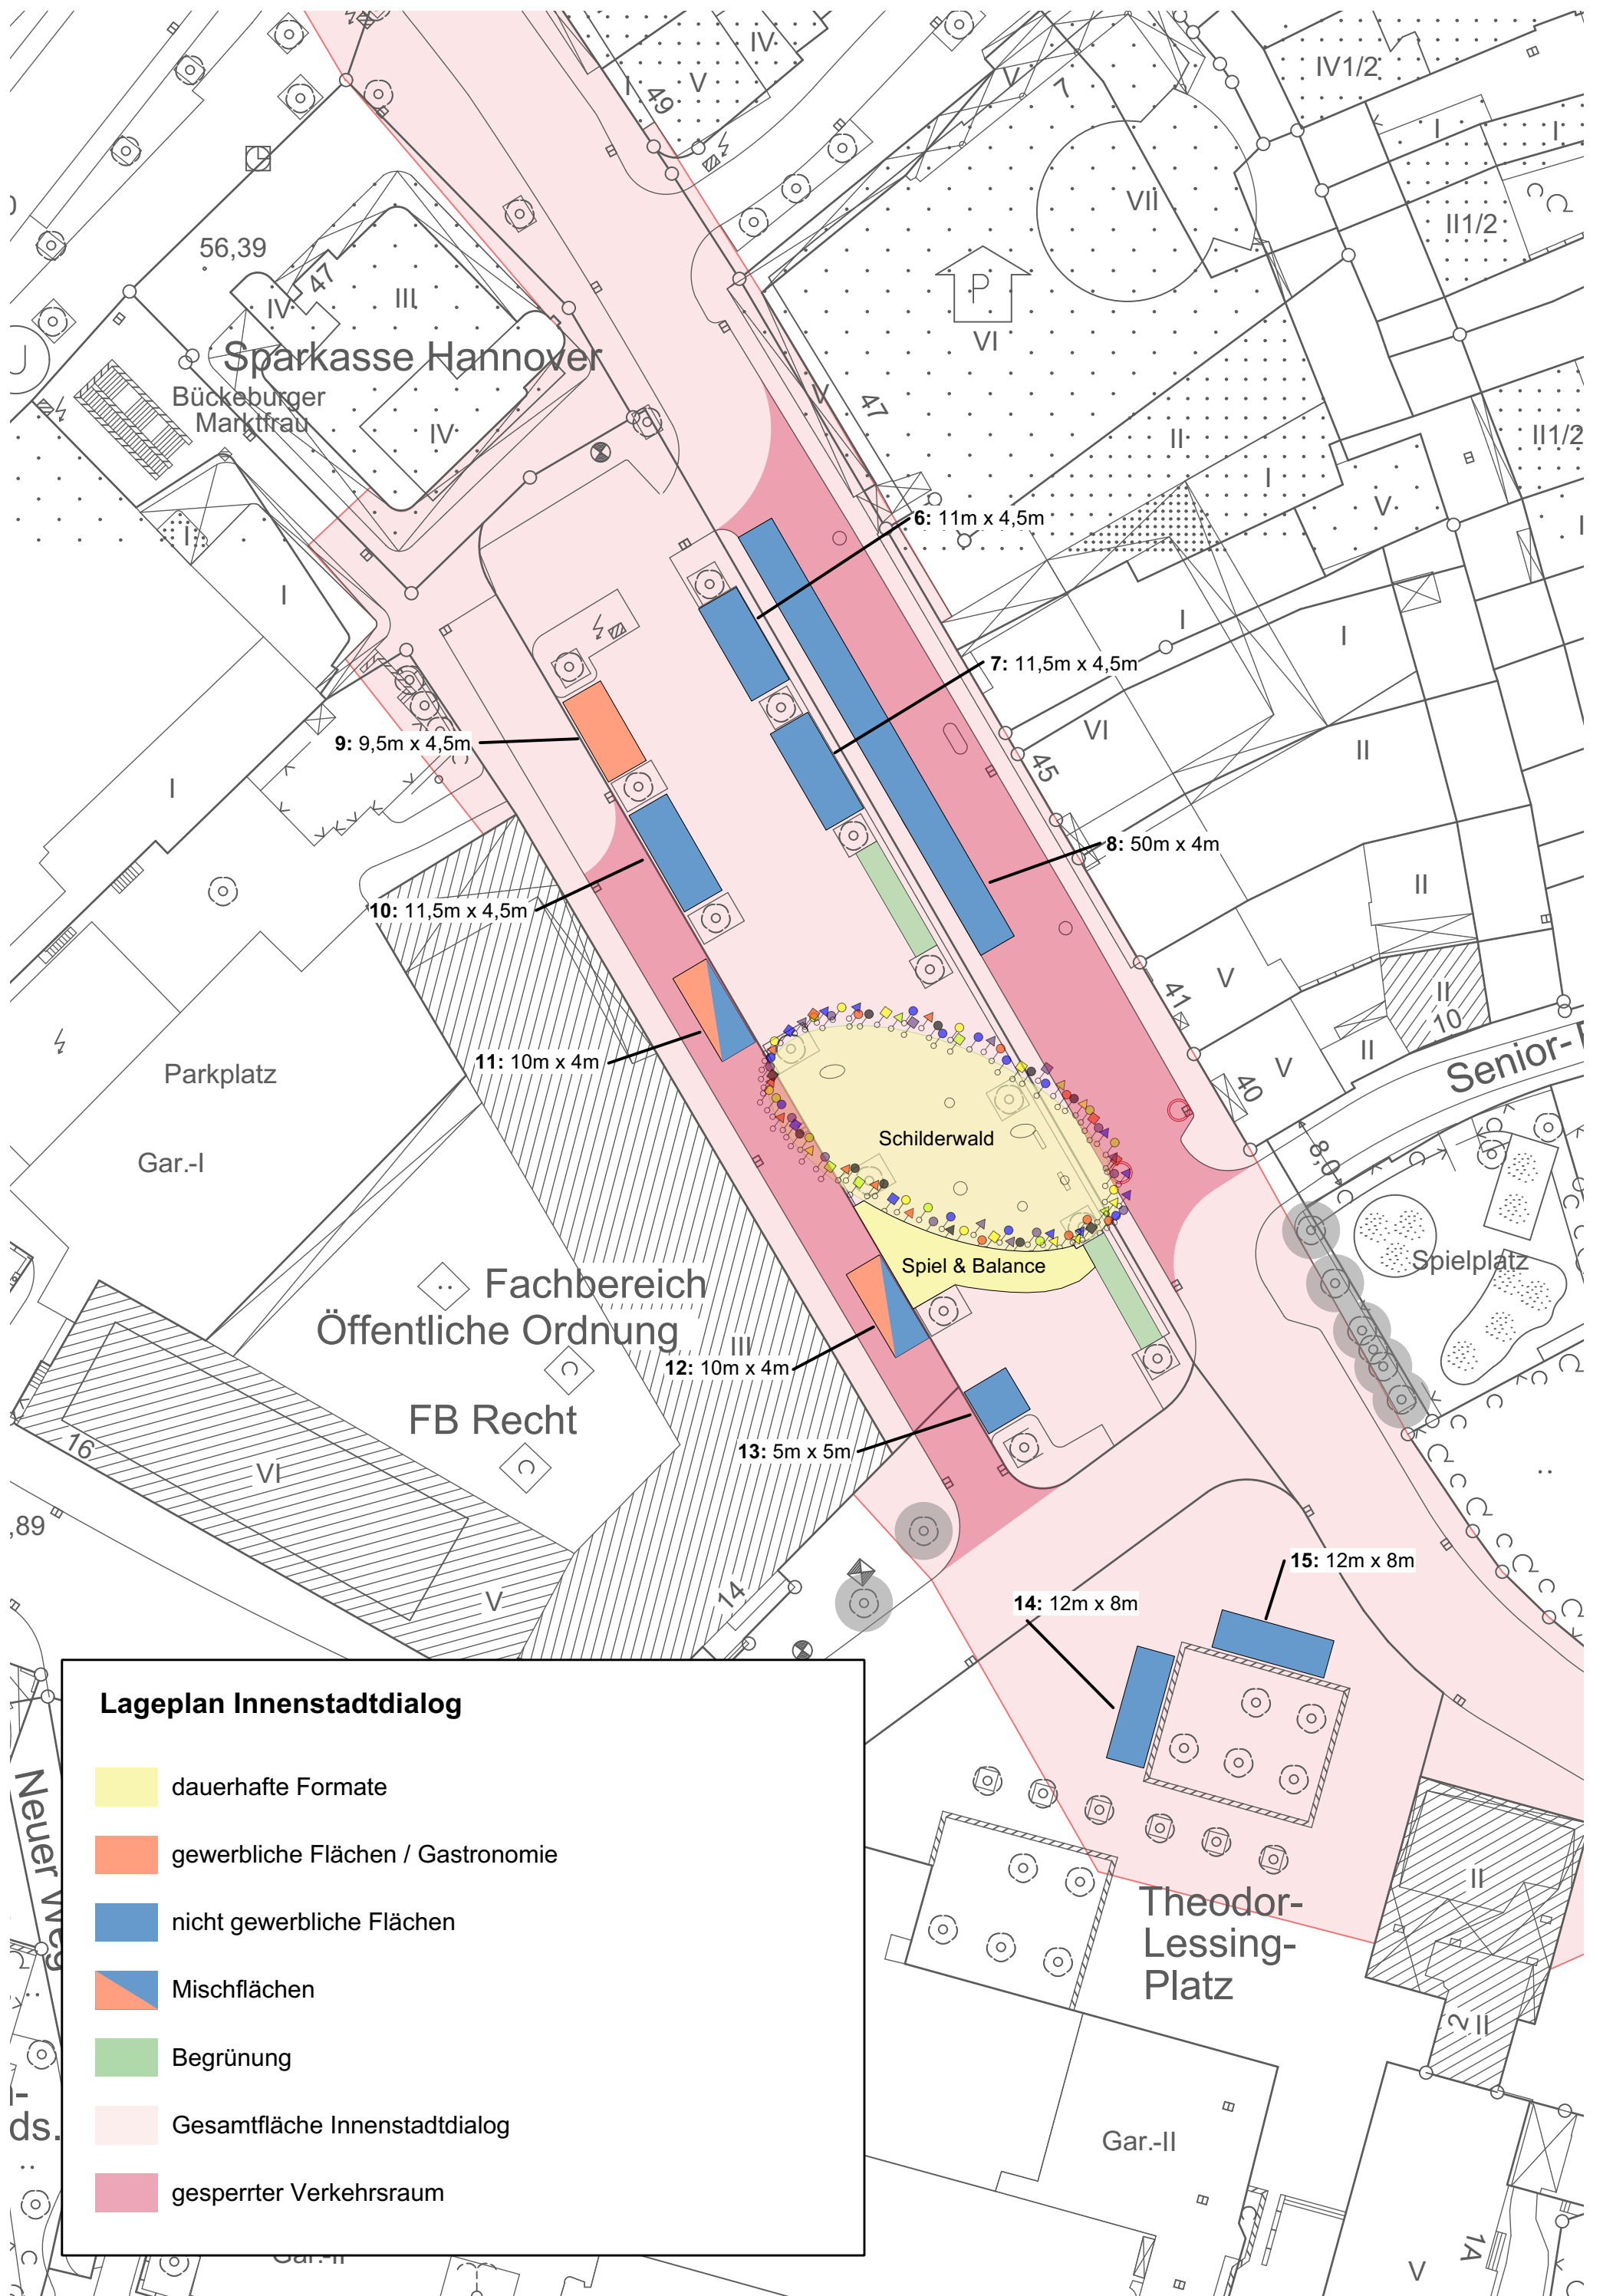 IV
V
I
49
V
7
IV1/2
I
I
VII
II1/2
56,39
47
IV
III
P
VI
Sparkasse Hannover
Bückeburger
Marktfrau
IV
V
47
II
II1/2
I
V
I
6: 11m x 4,5m
I
I
I
I
7: 11,5m x 4,5m
VI
II
9: 9,5m x 4,5m
45
I
8: 50m x 4m
II
10: 11,5m x 4,5m
V
41
II
10
11: 10m x 4m
V
II
Senior-
40
Parkplatz
Gar.-I
Schilderwald
8,0
Spielplatz
Spiel & Balance
Fachbereich
Öffentliche Ordnung
III
12: 10m x 4m
FB Recht
13: 5m x 5m
16
VI
,89
V
14
15: 12m x 8m
14: 12m x 8m
Lageplan Innenstadtdialog
dauerhafte Formate
gewerbliche Flächen / Gastronomie
nicht gewerbliche Flächen
Mischflächen
Begrünung
Gesamtfläche Innenstadtdialog
gesperrter Verkehrsraum
Neuer Weg
ds.
II
Theodor-
Lessing-
Platz
2
II
Gar.-II
1A
V
Gar.-II